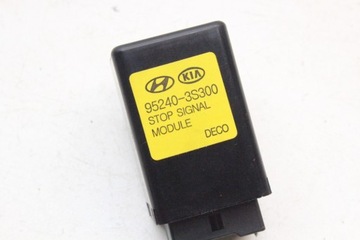 KIA
95240-3S300
STOP SIGNAL
MODULE
DECO